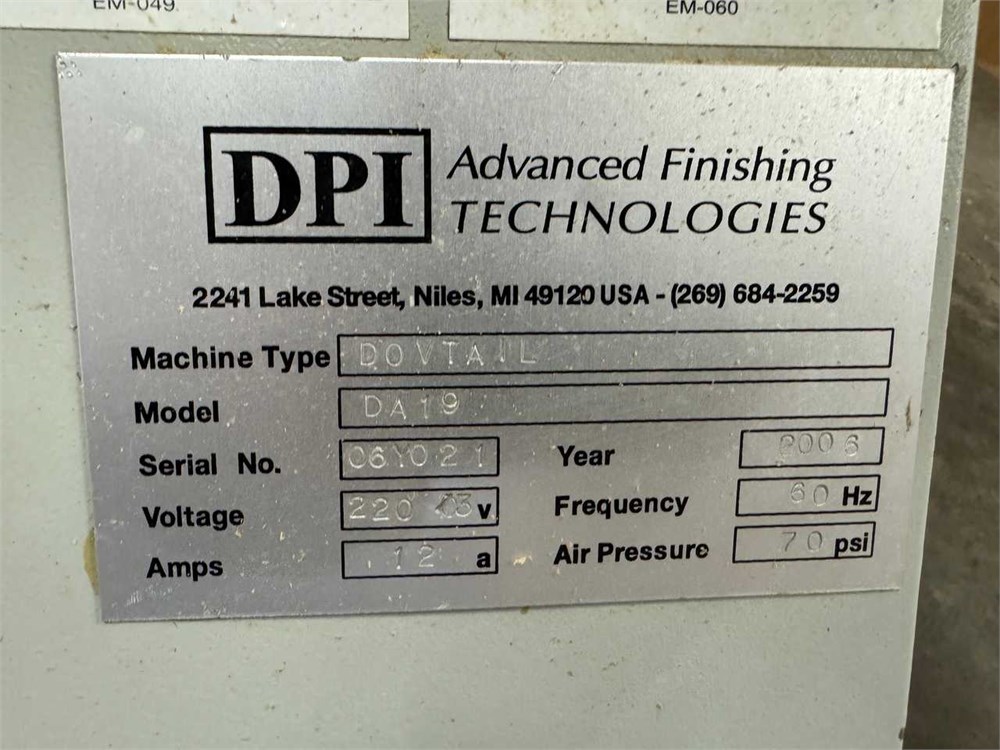 EM-049
EM-060
DPI Advanced Finishing
TECHNOLOGIES
2241 Lake Street, Niles, MI 49120 USA - (269) 684-2259
Machine Type DOVTAIL
Model DA19
Serial No. 06Y021 Year 2006
Voltage 220 v Frequency 60 Hz
Amps 12 a Air Pressure 70 psi